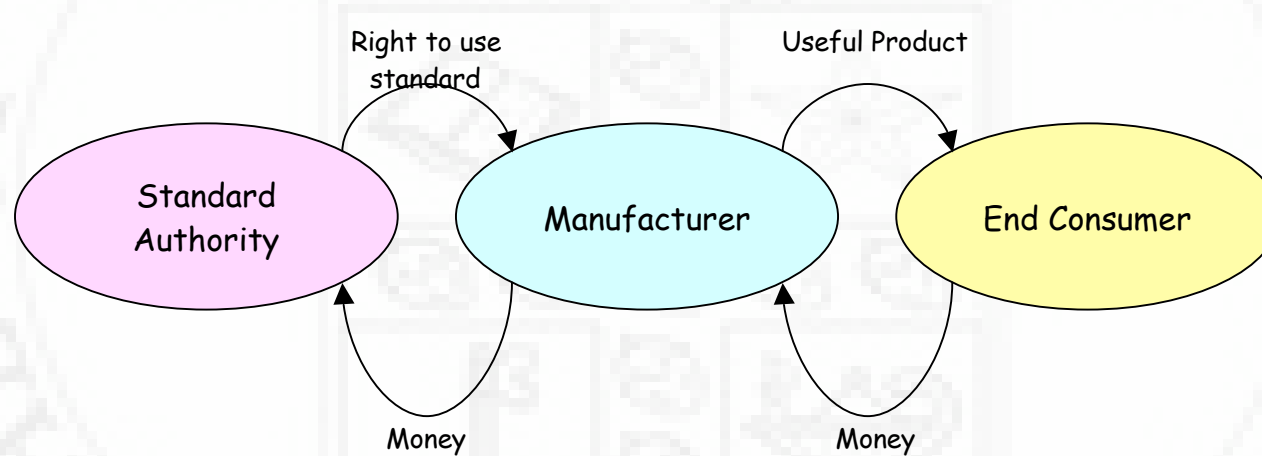 Right to use
standard
Useful Product
Standard
Authority
Manufacturer
End Consumer
Money
Money